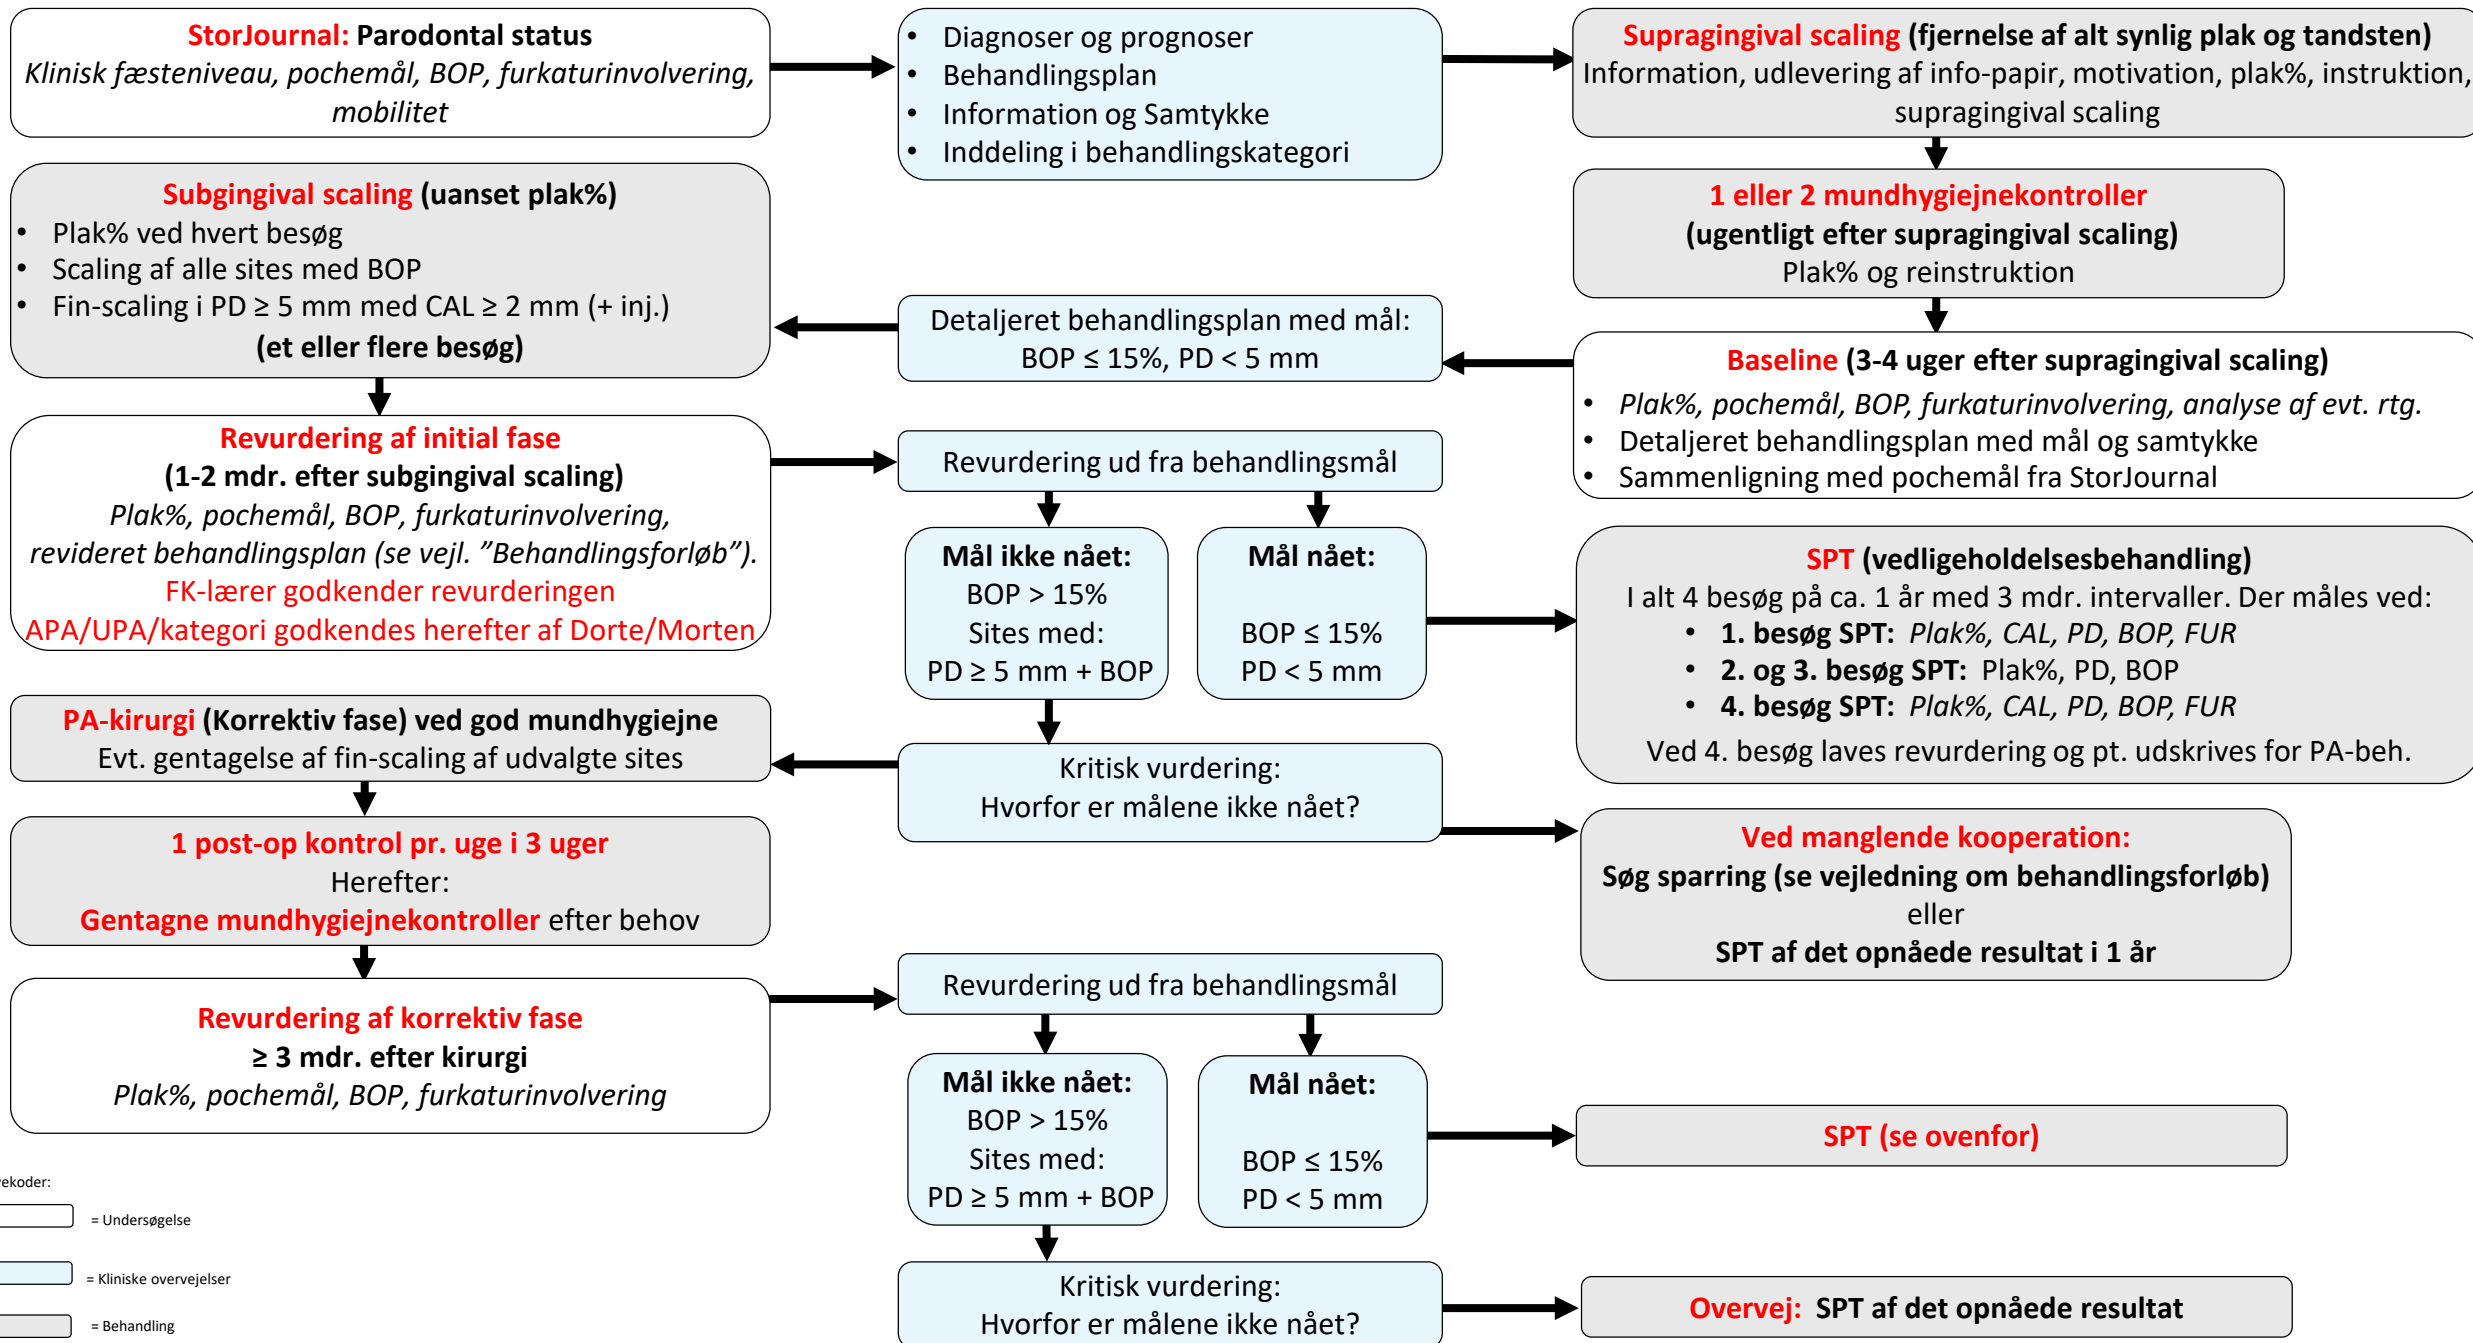 StorJournal: Parodontal status
Klinisk fæsteniveau, pochemål, BOP, furkaturinvolvering,
mobilitet
• Diagnoser og prognoser
• Behandlingsplan
• Information og Samtykke
• Inddeling i behandlingskategori
Supragingival scaling (fjernelse af alt synlig plak og tandsten)
Information, udlevering af info-papir, motivation, plak%, instruktion,
supragingival scaling
1 eller 2 mundhygiejnekontroller
(ugentligt efter supragingival scaling)
Plak% og reinstruktion
Baseline (3-4 uger efter supragingival scaling)
• Plak%, pochemål, BOP, furkaturinvolvering, analyse af evt. rtg.
• Detaljeret behandlingsplan med mål og samtykke
• Sammenligning med pochemål fra StorJournal
Detaljeret behandlingsplan med mål:
BOP ≤ 15%, PD < 5 mm
Subgingival scaling (uanset plak%)
• Plak% ved hvert besøg
• Scaling af alle sites med BOP
• Fin-scaling i PD ≥ 5 mm med CAL ≥ 2 mm (+ inj.)
(et eller flere besøg)
Revurdering af initial fase
(1-2 mdr. efter subgingival scaling)
Plak%, pochemål, BOP, furkaturinvolvering,
revideret behandlingsplan (se vejl. ”Behandlingsforløb”).
FK-lærer godkender revurderingen
APA/UPA/kategori godkendes herefter af Dorte/Morten
Revurdering ud fra behandlingsmål
Mål ikke nået:
BOP > 15%
Sites med:
PD ≥ 5 mm + BOP
Mål nået:
BOP ≤ 15%
PD < 5 mm
SPT (vedligeholdelsesbehandling)
I alt 4 besøg på ca. 1 år med 3 mdr. intervaller. Der måles ved:
• 1. besøg SPT: Plak%, CAL, PD, BOP, FUR
• 2. og 3. besøg SPT: Plak%, PD, BOP
• 4. besøg SPT: Plak%, CAL, PD, BOP, FUR
Ved 4. besøg laves revurdering og pt. udskrives for PA-beh.
Kritisk vurdering:
Hvorfor er målene ikke nået?
Ved manglende kooperation:
Søg sparring (se vejledning om behandlingsforløb)
eller
SPT af det opnåede resultat i 1 år
PA-kirurgi (Korrektiv fase) ved god mundhygiejne
Evt. gentagelse af fin-scaling af udvalgte sites
1 post-op kontrol pr. uge i 3 uger
Herefter:
Gentagne mundhygiejnekontroller efter behov
Revurdering af korrektiv fase
≥ 3 mdr. efter kirurgi
Plak%, pochemål, BOP, furkaturinvolvering
Revurdering ud fra behandlingsmål
Mål ikke nået:
BOP > 15%
Sites med:
PD ≥ 5 mm + BOP
Mål nået:
BOP ≤ 15%
PD < 5 mm
SPT (se ovenfor)
Kritisk vurdering:
Hvorfor er målene ikke nået?
Overvej: SPT af det opnåede resultat
= Undersøgelse
= Kliniske overvejelser
= Behandling